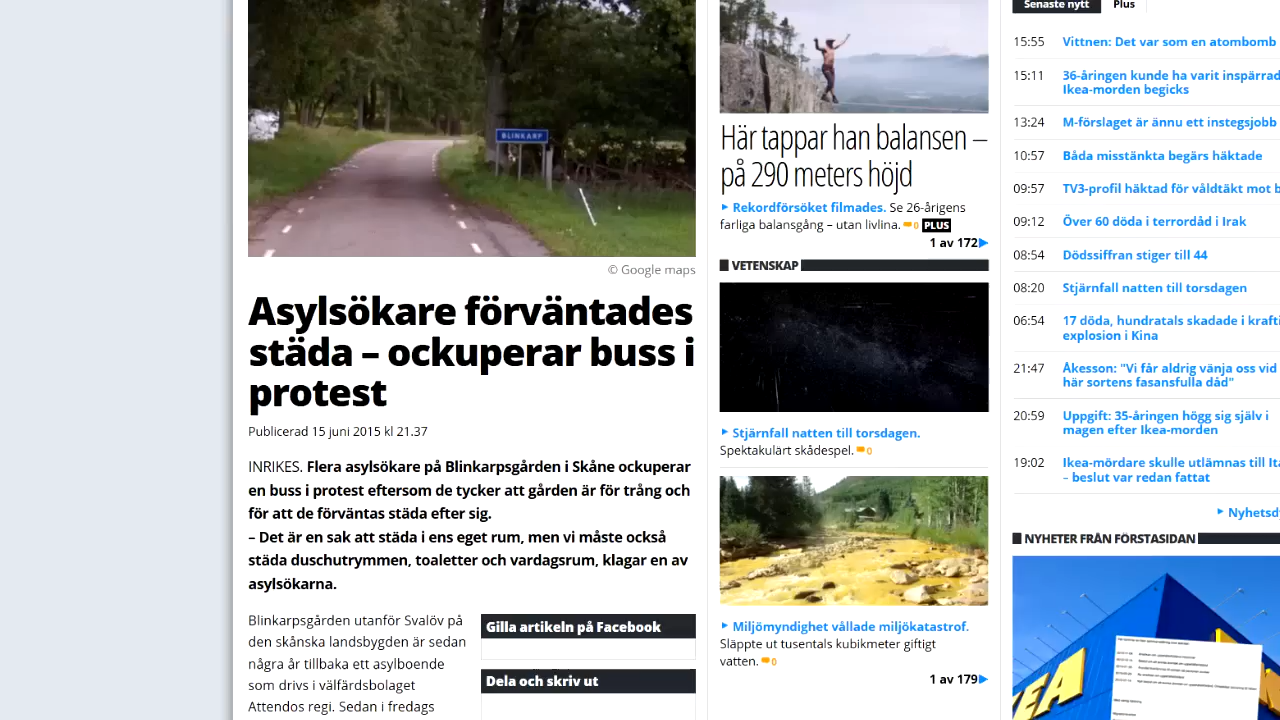 BLINKARP
© Google maps
Asylsökare förväntades
städa – ockuperar buss i
protest
Publicerad 15 juni 2015 kl 21.37
INRIKES. Flera asylsökare på Blinkarpsgården i Skåne ockuperar
en buss i protest eftersom de tycker att gården är för trång och
för att de förväntas städa efter sig.
– Det är en sak att städa i ens eget rum, men vi måste också
städa duschutrymmen, toaletter och vardagsrum, klagar en av
asylsökarna.
Blinkarpsgården utanför Svalöv på
den skånska landsbygden är sedan
några år tillbaka ett asylboende
som drivs i välfärdsbolaget
Attendos regi. Sedan i fredags
Gilla artikeln på Facebook
Dela och skriv ut
Här tappar han balansen –
på 290 meters höjd
Rekordförsöket filmades. Se 26-årigens
farliga balansgång – utan livlina. 0 PLUS
1 av 172
VETENSKAP
Stjärnfall natten till torsdagen.
Spektakulärt skådespel. 0
Miljömyndighet vållade miljökatastrof.
Släppte ut tusentals kubikmeter giftigt
vatten. 0
1 av 179
Senaste nytt Plus
15:55 Vittnen: Det var som en atombomb
15:11 36-åringen kunde ha varit inspärrad
Ikea-morden begicks
13:24 M-förslaget är ännu ett instegsjobb
10:57 Båda misstänkta begärs häktade
09:57 TV3-profil häktad för våldtäkt mot b
09:12 Över 60 döda i terrordåd i Irak
08:54 Dödssiffran stiger till 44
08:20 Stjärnfall natten till torsdagen
06:54 17 döda, hundratals skadade i krafti
explosion i Kina
21:47 Åkesson: "Vi får aldrig vänja oss vid
här sortens fasansfulla dåd"
20:59 Uppgift: 35-åringen högg sig själv i
magen efter Ikea-morden
19:02 Ikea-mördare skulle utlämnas till Ita
– beslut var redan fattat
Nyhetsd
NYHETER FRÅN FÖRSTASIDAN